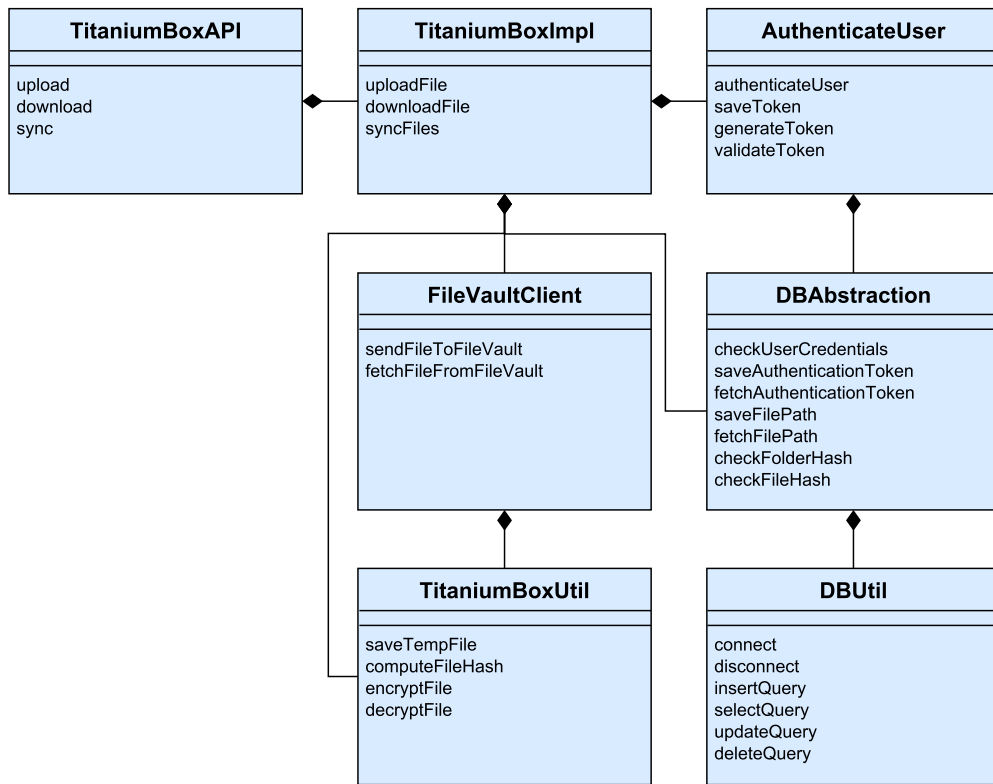 TitaniumBoxAPI
upload
download
sync
TitaniumBoxImpl
uploadFile
downloadFile
syncFiles
AuthenticateUser
authenticateUser
saveToken
generateToken
validateToken
FileVaultClient
sendFileToFileVault
fetchFileFromFileVault
DBAbstraction
checkUserCredentials
saveAuthenticationToken
fetchAuthenticationToken
saveFilePath
fetchFilePath
checkFolderHash
checkFileHash
TitaniumBoxUtil
saveTempFile
computeFileHash
encryptFile
decryptFile
DBUtil
connect
disconnect
insertQuery
selectQuery
updateQuery
deleteQuery